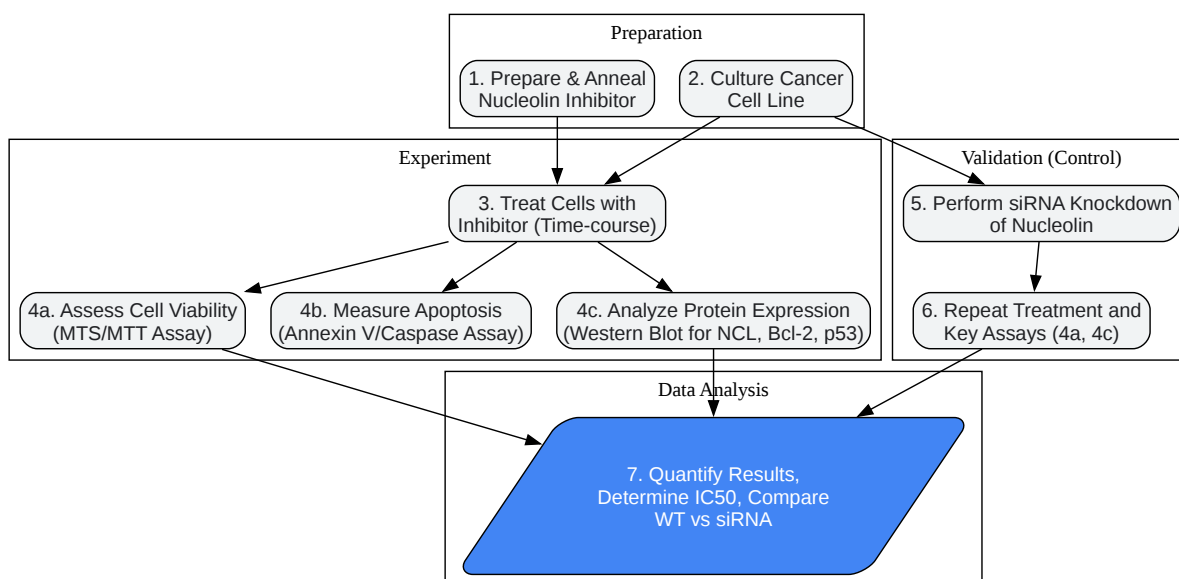 Preparation
1. Prepare & Anneal
Nucleolin Inhibitor
2. Culture Cancer
Cell Line
Experiment
3. Treat Cells with
Inhibitor (Time-course)
4a. Assess Cell Viability
(MTS/MTT Assay)
4b. Measure Apoptosis
(Annexin V/Caspase Assay)
4c. Analyze Protein Expression
(Western Blot for NCL, Bcl-2, p53)
Validation (Control)
5. Perform siRNA Knockdown
of Nucleolin
6. Repeat Treatment and
Key Assays (4a, 4c)
Data Analysis
7. Quantify Results,
Determine IC50, Compare
WT vs siRNA